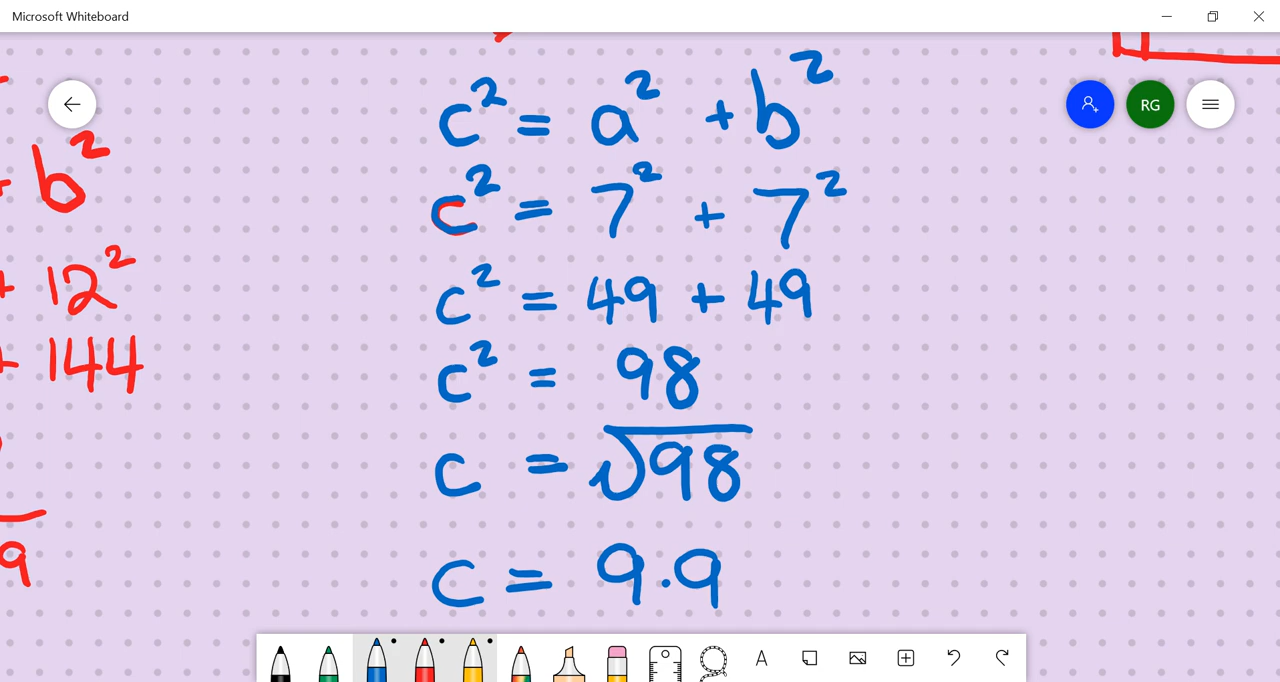 Microsoft Whiteboard
RG
b²
+ 12²
+ 144
9
c² = a² + b²
c² = 7² + 7²
c² = 49 + 49
c² = 98
c = √98
c = 9.9
A